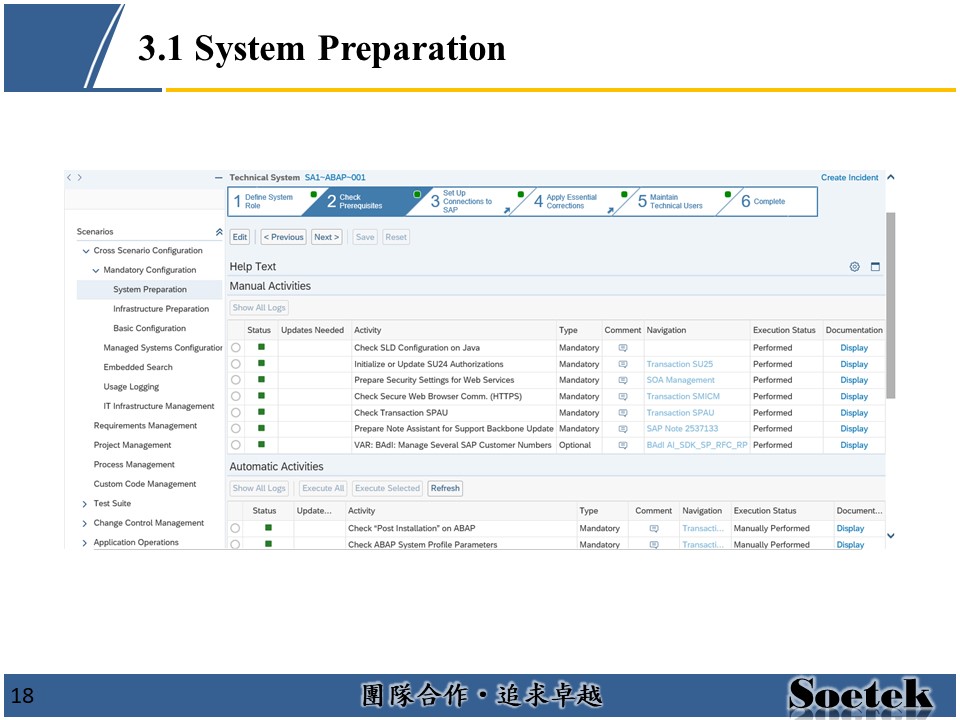 3.1 System Preparation
Technical System SA1~ABAP~001
Create Incident
1 Define System Role
2 Check Prerequisites
3 Set Up Connections to SAP
4 Apply Essential Corrections
5 Maintain Technical Users
6 Complete
Edit < Previous Next > Save Reset
Scenarios
Cross Scenario Configuration
Mandatory Configuration
System Preparation
Infrastructure Preparation
Basic Configuration
Managed Systems Configuration
Embedded Search
Usage Logging
IT Infrastructure Management
Requirements Management
Project Management
Process Management
Custom Code Management
Test Suite
Change Control Management
Application Operations
Help Text
Manual Activities
Show All Logs
Status Updates Needed Activity Type Comment Navigation Execution Status Documentation
Check SLD Configuration on Java Mandatory Performed Display
Initialize or Update SU24 Authorizations Mandatory Transaction SU25 Performed Display
Prepare Security Settings for Web Services Mandatory SOA Management Performed Display
Check Secure Web Browser Comm. (HTTPS) Mandatory Transaction SMICM Performed Display
Check Transaction SPAU Mandatory Transaction SPAU Performed Display
Prepare Note Assistant for Support Backbone Update Mandatory SAP Note 2537133 Performed Display
VAR: BAdI: Manage Several SAP Customer Numbers Optional BAdI AI_SDK_SP_RFC_RP Performed Display
Automatic Activities
Show All Logs Execute All Execute Selected Refresh
Status Update... Activity Type Comment Navigation Execution Status Document...
Check "Post Installation" on ABAP Mandatory Transacti... Manually Performed Display
Check ABAP System Profile Parameters Mandatory Transacti... Manually Performed Display
18
團隊合作・追求卓越
Soetek